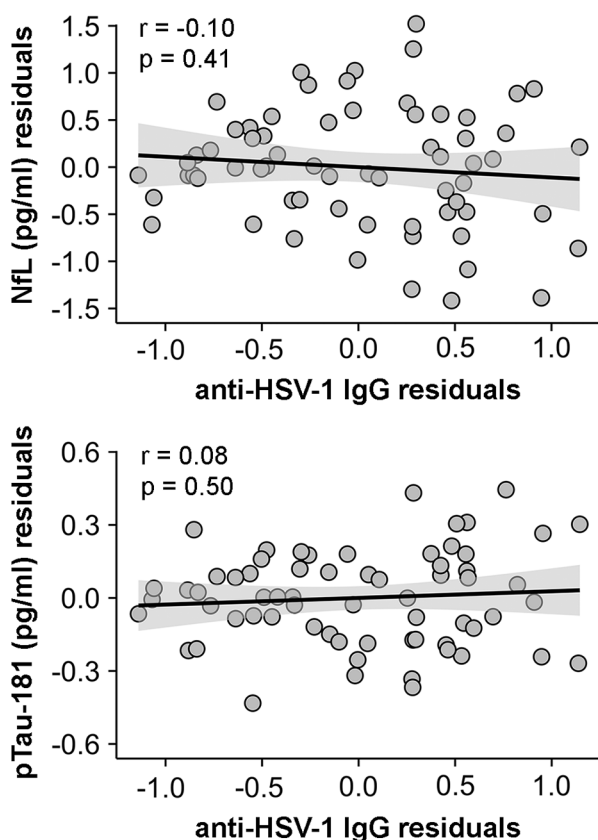 r = -0.10
p = 0.41
NfL (pg/ml) residuals
1.5
1.0
0.5
0.0
-0.5
-1.0
-1.5
-1.0 -0.5 0.0 0.5 1.0
anti-HSV-1 IgG residuals
r = 0.08
p = 0.50
pTau-181 (pg/ml) residuals
0.6
0.3
0.0
-0.3
-0.6
-1.0 -0.5 0.0 0.5 1.0
anti-HSV-1 IgG residuals